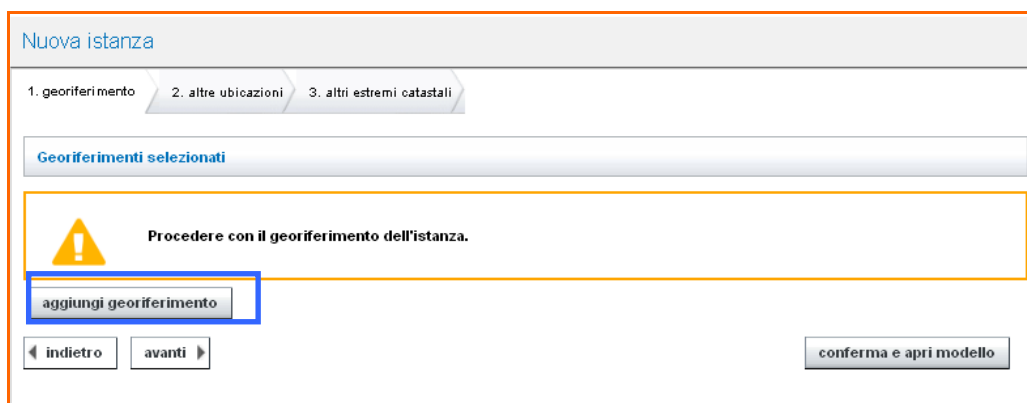 Nuova istanza
1. georiferimento 2. altre ubicazioni 3. altri estremi catastali
Georiferimenti selezionati
Procedere con il georiferimento dell'istanza.
aggiungi georiferimento
indietro avanti conferma e apri modello